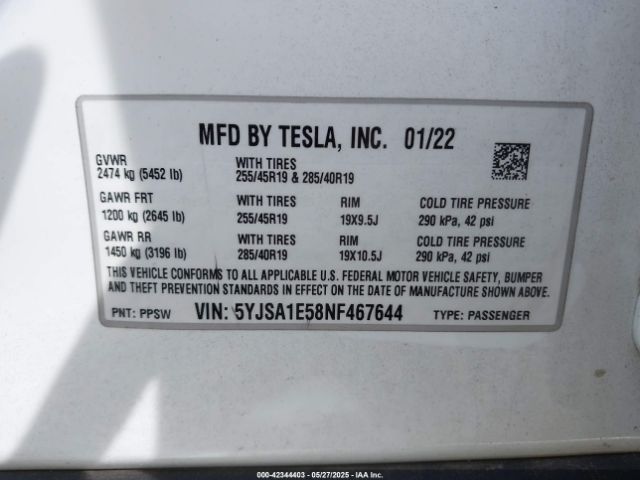 MFD BY TESLA, INC. 01/22
GVWR WITH TIRES
2474 kg (5452 lb) 255/45R19 & 285/40R19
GAWR FRT WITH TIRES RIM COLD TIRE PRESSURE
1200 kg (2645 lb) 255/45R19 19X9.5J 290 kPa, 42 psi
GAWR RR WITH TIRES RIM COLD TIRE PRESSURE
1450 kg (3196 lb) 285/40R19 19X10.5J 290 kPa, 42 psi
THIS VEHICLE CONFORMS TO ALL APPLICABLE U.S. FEDERAL MOTOR VEHICLE SAFETY, BUMPER
AND THEFT PREVENTION STANDARDS IN EFFECT ON THE DATE OF MANUFACTURE SHOWN ABOVE.
PNT: PPSW VIN: 5YJSA1E58NF467644 TYPE: PASSENGER
000-42344403 - 05/27/2025 - IAA Inc.